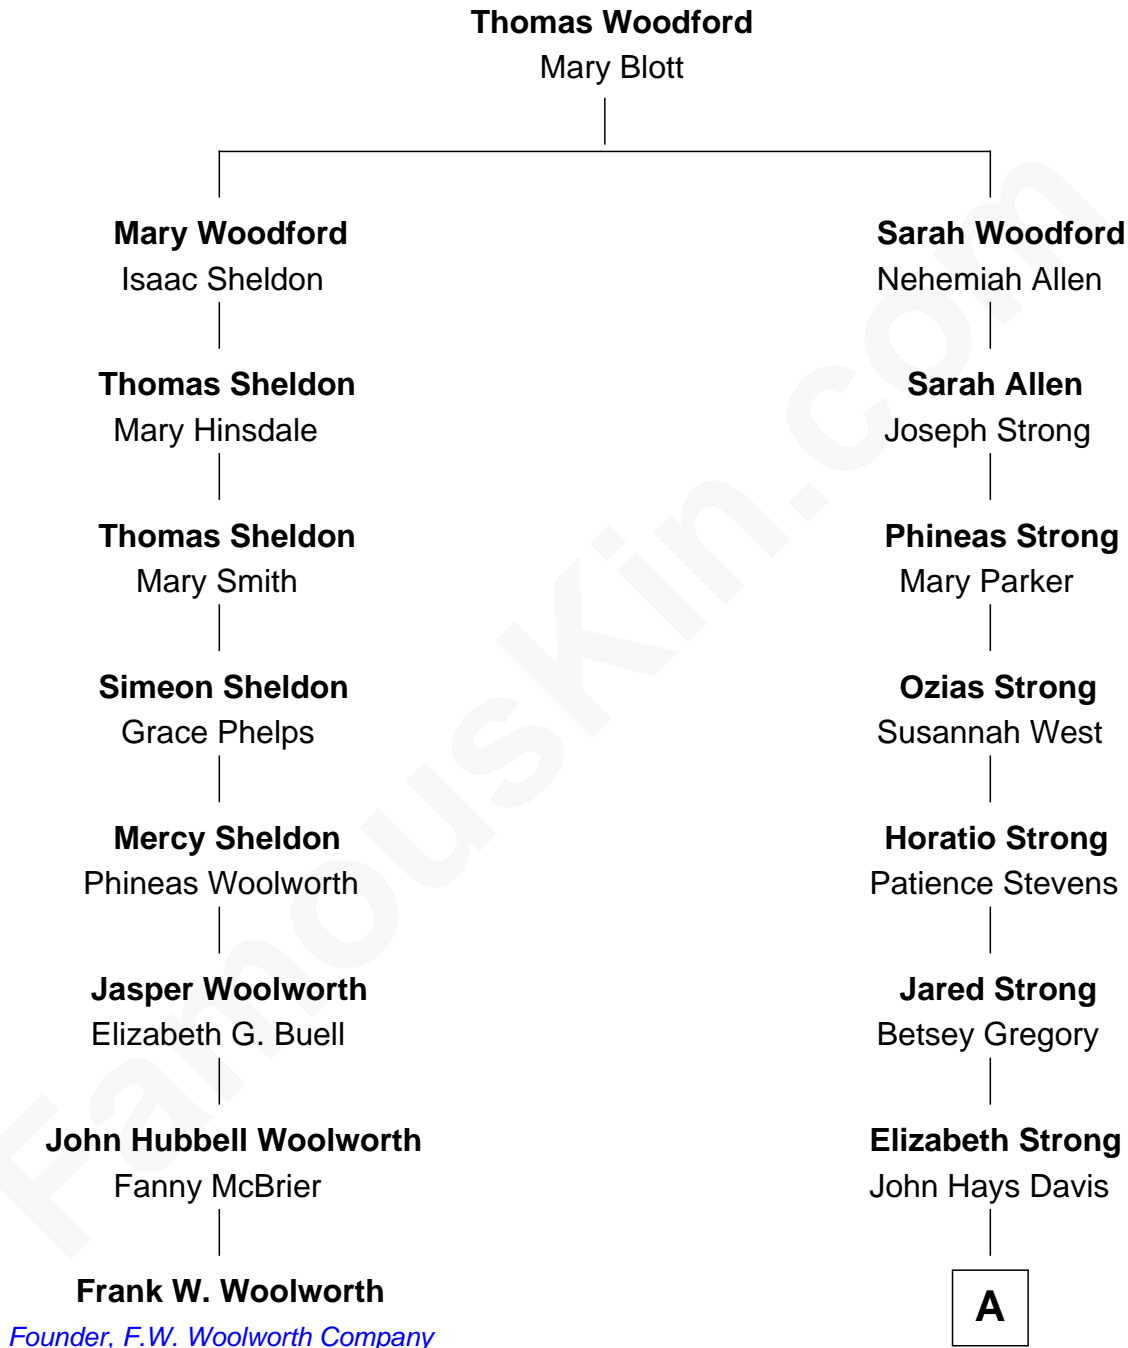 Thomas Woodford
Mary Blott
Mary Woodford
Isaac Sheldon
Sarah Woodford
Nehemiah Allen
Thomas Sheldon
Mary Hinsdale
Sarah Allen
Joseph Strong
Thomas Sheldon
Mary Smith
Phineas Strong
Mary Parker
Simeon Sheldon
Grace Phelps
Ozias Strong
Susannah West
Mercy Sheldon
Phineas Woolworth
Horatio Strong
Patience Stevens
Jasper Woolworth
Elizabeth G. Buell
Jared Strong
Betsey Gregory
John Hubbell Woolworth
Fanny McBrier
Elizabeth Strong
John Hays Davis
Frank W. Woolworth
Founder, F.W. Woolworth Company
A
FamousKin.com